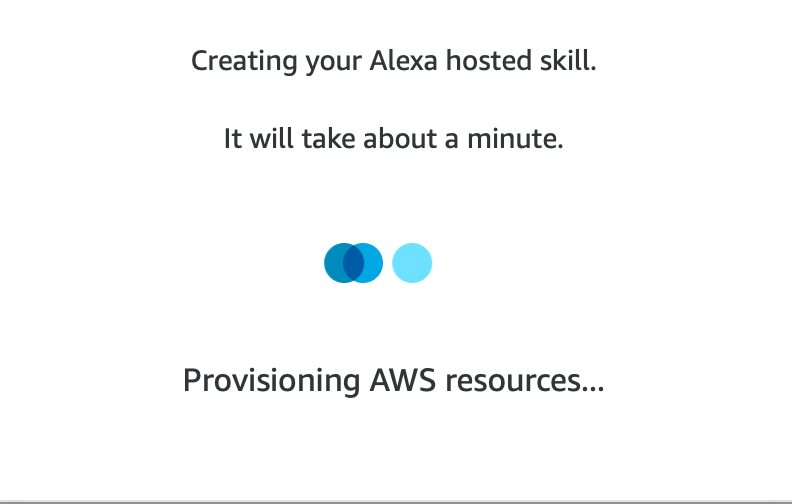 Creating your Alexa hosted skill.
It will take about a minute.
Provisioning AWS resources...